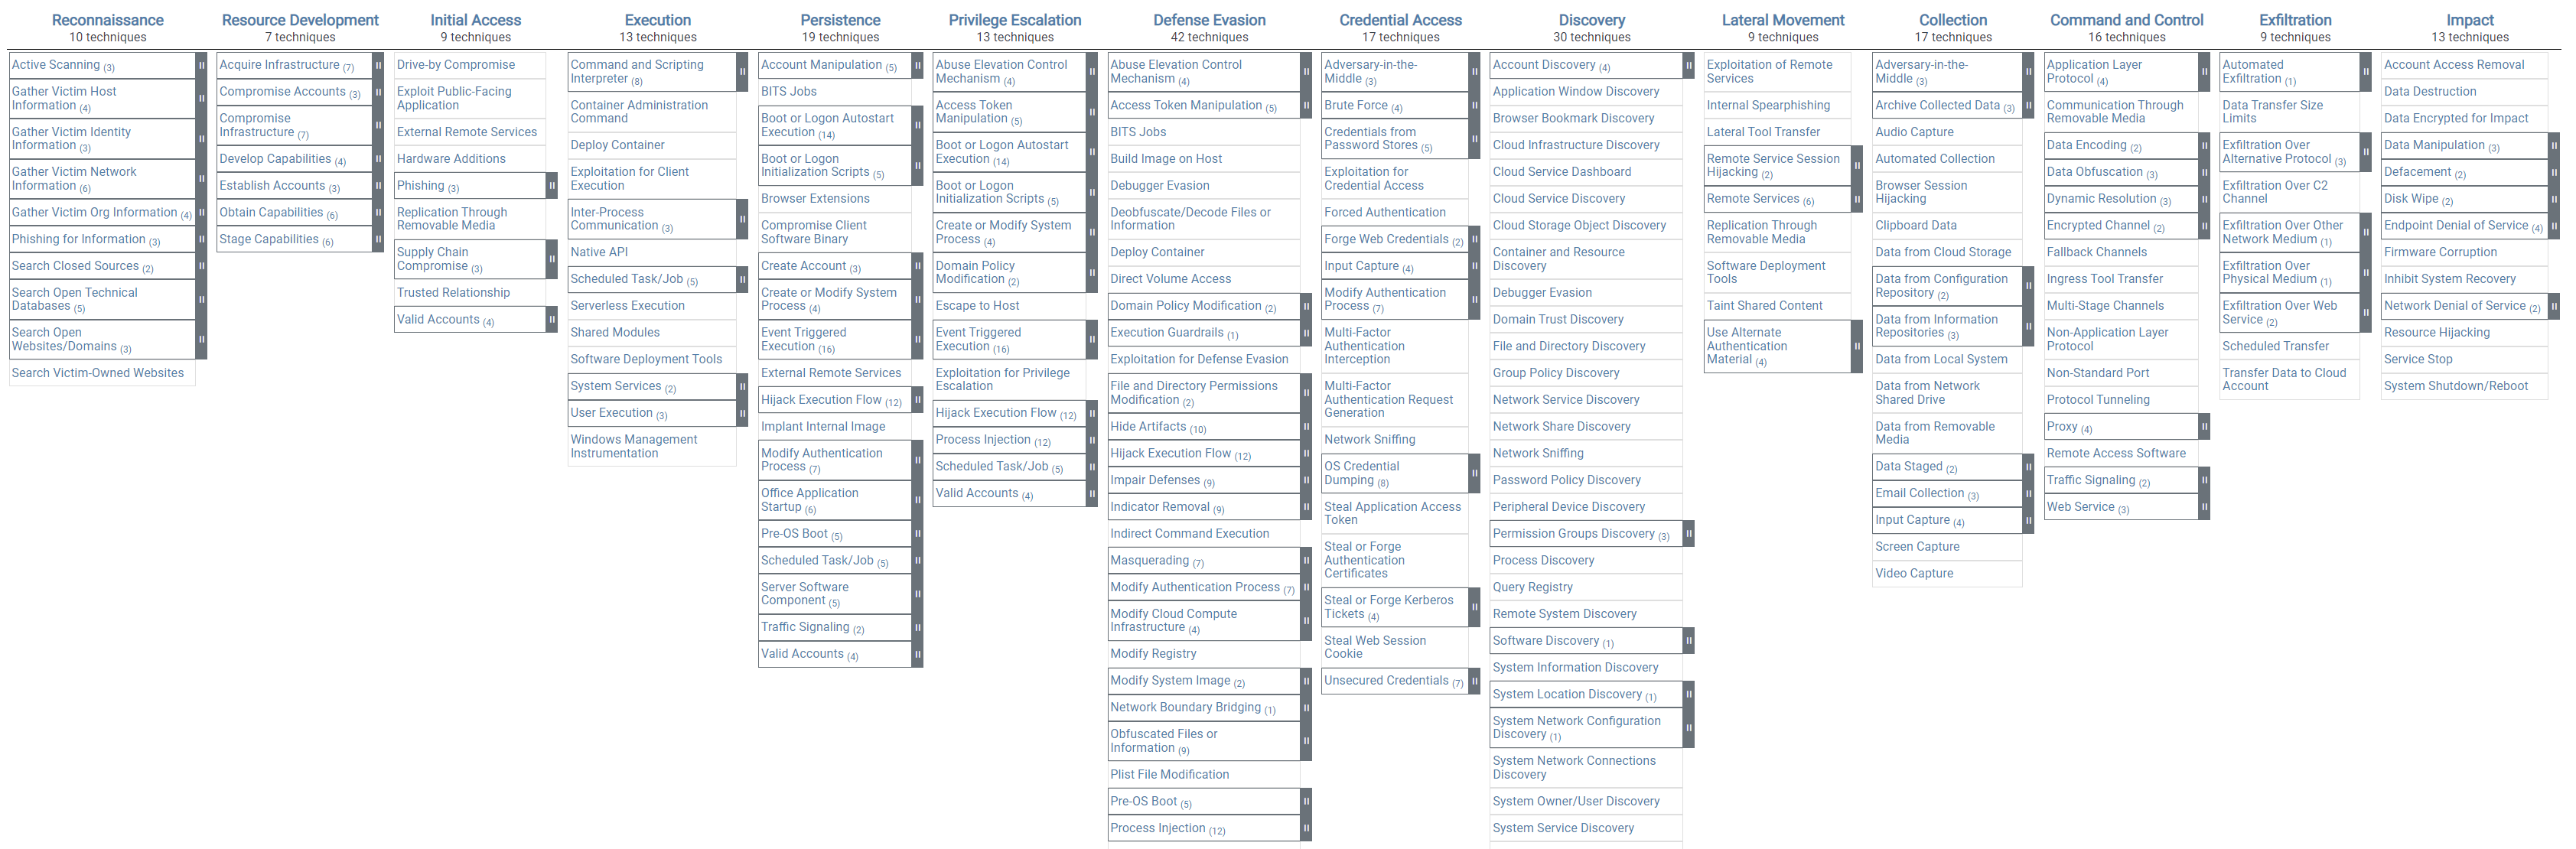 Reconnaissance
10 techniques
Active Scanning (3)
Gather Victim Host
Information (4)
Gather Victim Identity
Information (3)
Gather Victim Network
Information (6)
Gather Victim Org Information (4)
Phishing for Information (3)
Search Closed Sources (2)
Search Open Technical
Databases (5)
Search Open
Websites/Domains (3)
Search Victim-Owned Websites
Resource Development
7 techniques
Acquire Infrastructure (7)
Compromise Accounts (3)
Compromise
Infrastructure (7)
Develop Capabilities (4)
Establish Accounts (3)
Obtain Capabilities (6)
Stage Capabilities (6)
Initial Access
9 techniques
Drive-by Compromise
Exploit Public-Facing
Application
External Remote Services
Hardware Additions
Phishing (3)
Replication Through
Removable Media
Supply Chain
Compromise (3)
Trusted Relationship
Valid Accounts (4)
Execution
13 techniques
Command and Scripting
Interpreter (8)
Container Administration
Command
Deploy Container
Exploitation for Client
Execution
Inter-Process
Communication (3)
Native API
Scheduled Task/Job (5)
Serverless Execution
Shared Modules
Software Deployment Tools
System Services (2)
User Execution (3)
Windows Management
Instrumentation
Persistence
19 techniques
Account Manipulation (5)
BITS Jobs
Boot or Logon Autostart
Execution (14)
Boot or Logon
Initialization Scripts (5)
Browser Extensions
Compromise Client
Software Binary
Create Account (3)
Create or Modify System
Process (4)
Event Triggered
Execution (16)
External Remote Services
Hijack Execution Flow (12)
Implant Internal Image
Modify Authentication
Process (7)
Office Application
Startup (6)
Pre-OS Boot (5)
Scheduled Task/Job (5)
Server Software
Component (5)
Traffic Signaling (2)
Valid Accounts (4)
Privilege Escalation
13 techniques
Abuse Elevation Control
Mechanism (4)
Access Token
Manipulation (5)
Boot or Logon Autostart
Execution (14)
Boot or Logon
Initialization Scripts (5)
Create or Modify System
Process (4)
Domain Policy
Modification (2)
Escape to Host
Event Triggered
Execution (16)
Exploitation for Privilege
Escalation
Hijack Execution Flow (12)
Process Injection (12)
Scheduled Task/Job (5)
Valid Accounts (4)
Defense Evasion
42 techniques
Abuse Elevation Control
Mechanism (4)
Access Token Manipulation (5)
BITS Jobs
Build Image on Host
Debugger Evasion
Deobfuscate/Decode Files or
Information
Deploy Container
Direct Volume Access
Domain Policy Modification (2)
Execution Guardrails (1)
Exploitation for Defense Evasion
File and Directory Permissions
Modification (2)
Hide Artifacts (10)
Hijack Execution Flow (12)
Impair Defenses (9)
Indicator Removal (9)
Indirect Command Execution
Masquerading (7)
Modify Authentication Process (7)
Modify Cloud Compute
Infrastructure (4)
Modify Registry
Modify System Image (2)
Network Boundary Bridging (1)
Obfuscated Files or
Information (9)
Plist File Modification
Pre-OS Boot (5)
Process Injection (12)
Credential Access
17 techniques
Adversary-in-the-
Middle (3)
Brute Force (4)
Credentials from
Password Stores (5)
Exploitation for
Credential Access
Forced Authentication
Forge Web Credentials (2)
Input Capture (4)
Modify Authentication
Process (7)
Multi-Factor
Authentication
Interception
Multi-Factor
Authentication Request
Generation
Network Sniffing
OS Credential
Dumping (8)
Steal Application Access
Token
Steal or Forge
Authentication
Certificates
Steal or Forge Kerberos
Tickets (4)
Steal Web Session
Cookie
Unsecured Credentials (7)
Discovery
30 techniques
Account Discovery (4)
Application Window Discovery
Browser Bookmark Discovery
Cloud Infrastructure Discovery
Cloud Service Dashboard
Cloud Service Discovery
Cloud Storage Object Discovery
Container and Resource
Discovery
Debugger Evasion
Domain Trust Discovery
File and Directory Discovery
Group Policy Discovery
Network Service Discovery
Network Share Discovery
Network Sniffing
Password Policy Discovery
Peripheral Device Discovery
Permission Groups Discovery (3)
Process Discovery
Query Registry
Remote System Discovery
Software Discovery (1)
System Information Discovery
System Location Discovery (1)
System Network Configuration
Discovery (1)
System Network Connections
Discovery
System Owner/User Discovery
System Service Discovery
Lateral Movement
9 techniques
Exploitation of Remote
Services
Internal Spearphishing
Lateral Tool Transfer
Remote Service Session
Hijacking (2)
Remote Services (6)
Replication Through
Removable Media
Software Deployment
Tools
Taint Shared Content
Use Alternate
Authentication
Material (4)
Collection
17 techniques
Adversary-in-the-
Middle (3)
Archive Collected Data (3)
Audio Capture
Automated Collection
Browser Session
Hijacking
Clipboard Data
Data from Cloud Storage
Data from Configuration
Repository (2)
Data from Information
Repositories (3)
Data from Local System
Data from Network
Shared Drive
Data from Removable
Media
Data Staged (2)
Email Collection (3)
Input Capture (4)
Screen Capture
Video Capture
Command and Control
16 techniques
Application Layer
Protocol (4)
Communication Through
Removable Media
Data Encoding (2)
Data Obfuscation (3)
Dynamic Resolution (3)
Encrypted Channel (2)
Fallback Channels
Ingress Tool Transfer
Multi-Stage Channels
Non-Application Layer
Protocol
Non-Standard Port
Protocol Tunneling
Proxy (4)
Remote Access Software
Traffic Signaling (2)
Web Service (3)
Exfiltration
9 techniques
Automated
Exfiltration (1)
Data Transfer Size
Limits
Exfiltration Over
Alternative Protocol (3)
Exfiltration Over C2
Channel
Exfiltration Over Other
Network Medium (1)
Exfiltration Over
Physical Medium (1)
Exfiltration Over Web
Service (2)
Scheduled Transfer
Transfer Data to Cloud
Account
Impact
13 techniques
Account Access Removal
Data Destruction
Data Encrypted for Impact
Data Manipulation (3)
Defacement (2)
Disk Wipe (2)
Endpoint Denial of Service (4)
Firmware Corruption
Inhibit System Recovery
Network Denial of Service (2)
Resource Hijacking
Service Stop
System Shutdown/Reboot